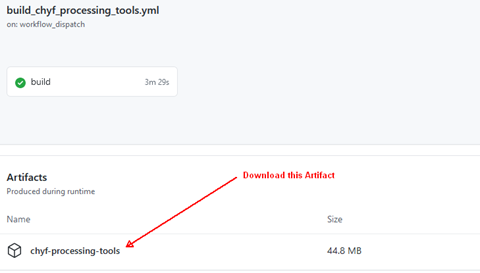 build_chyf_processing_tools.yml
on: workflow_dispatch
build 3m 29s
Artifacts
Produced during runtime
Download this Artifact
Name Size
chyf-processing-tools 44.8 MB